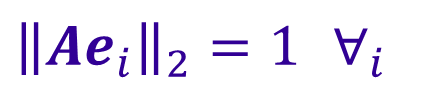 ‖Ae_i‖_2 = 1 ∀_i